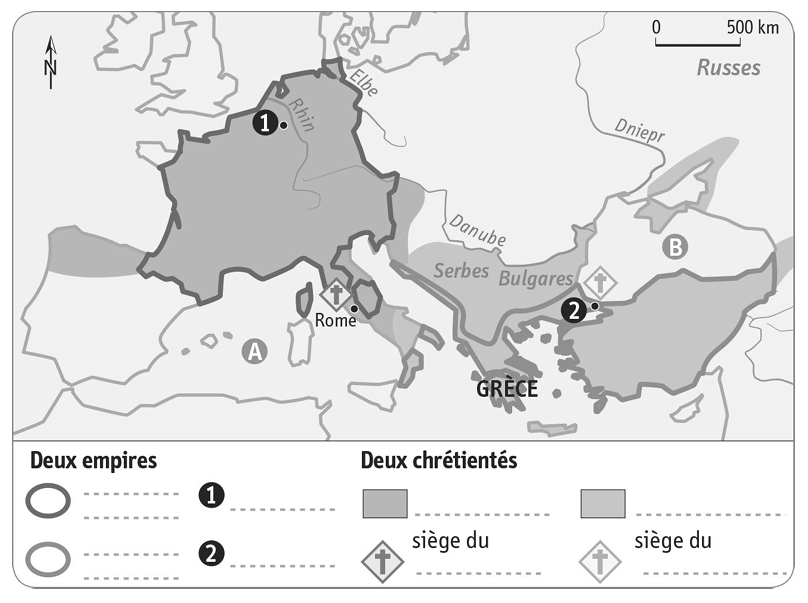 0 500 km
N
Russes
Elbe
Rhin
1
Dniepr
Danube
B
Serbes Bulgares
2
Rome
A
GRÈCE
Deux empires
Deux chrétientés
1
siège du
siège du
2